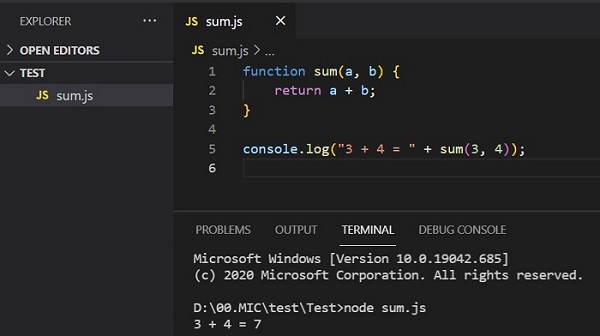 EXPLORER ...
OPEN EDITORS
TEST
JS sum.js
JS sum.js ×
JS sum.js > ...
1 function sum(a, b) {
2 return a + b;
3 }
4
5 console.log("3 + 4 = " + sum(3, 4));
6
PROBLEMS OUTPUT TERMINAL DEBUG CONSOLE
Microsoft Windows [Version 10.0.19042.685]
(c) 2020 Microsoft Corporation. All rights reserved.
D:\00.MIC\test\Test>node sum.js
3 + 4 = 7